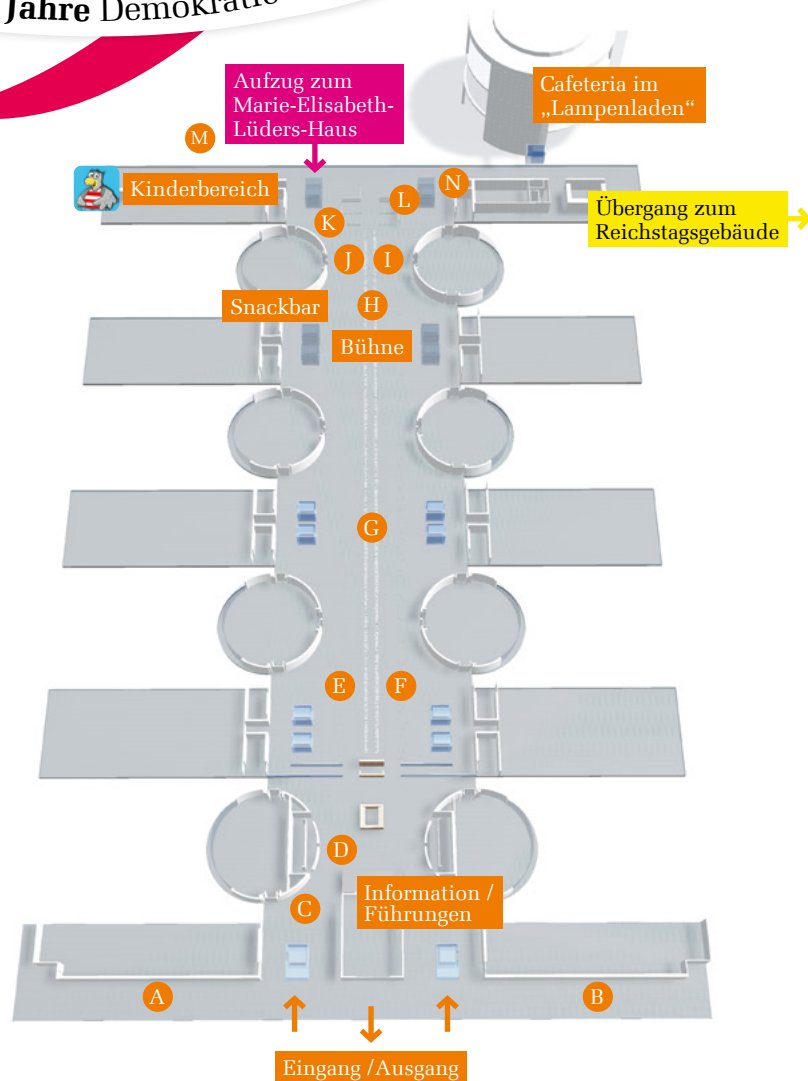 Jahre Demokratie
Aufzug zum
Marie-Elisabeth-
Lüders-Haus
Cafeteria im
„Lampenladen“
M
Kinderbereich
N
L
Übergang zum
Reichstagsgebäude
K
J
I
Snackbar
H
Bühne
G
E
F
D
Information /
Führungen
C
A
B
Eingang /Ausgang